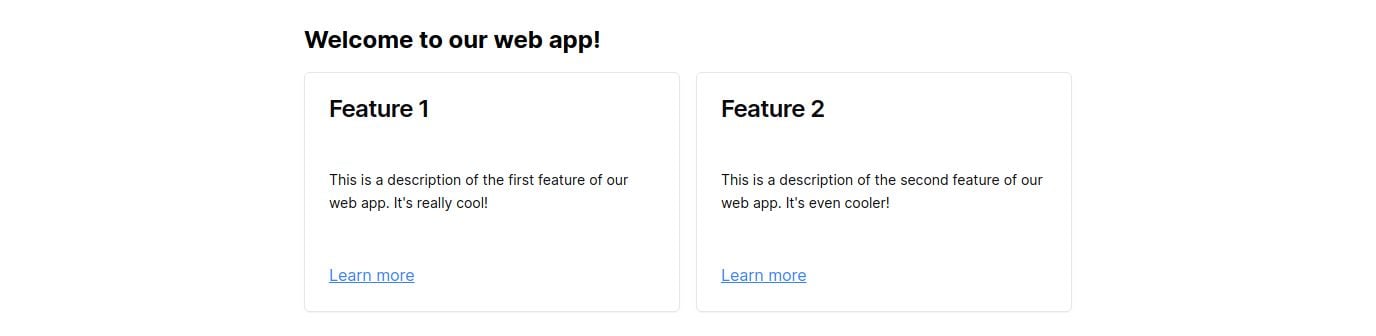 Welcome to our web app!
Feature 1
This is a description of the first feature of our
web app. It's really cool!
Learn more
Feature 2
This is a description of the second feature of our
web app. It's even cooler!
Learn more